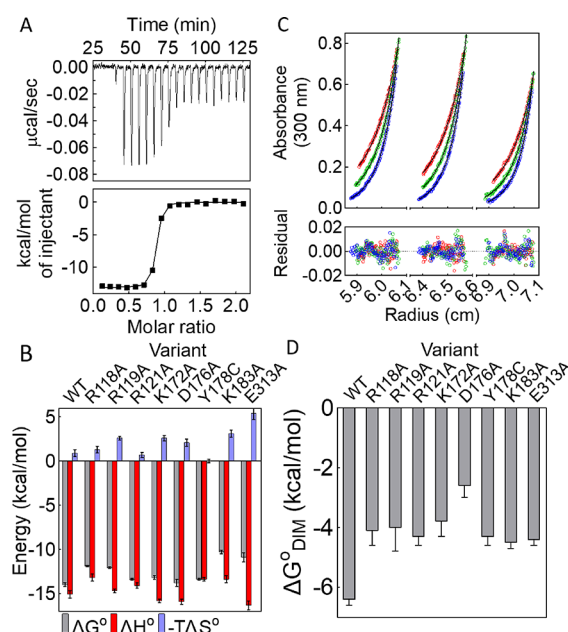 A
Time (min)
25 50 75 100 125
0.00
-0.02
-0.04
-0.06
-0.08
µcal/sec
0
-5
-10
kcal/mol
of injectant
0.0 0.5 1.0 1.5 2.0
Molar ratio
C
0.8
0.6
0.4
0.2
0.0
Absorbance
(300 nm)
0.02
0.01
0.00
-0.01
-0.02
Residual
5.9 6.0 6.1 6.4 6.5 6.6 6.9 7.0 7.1
Radius (cm)
B
Variant
WT R118A R119A R121A K172A D176A Y178C K183A E313A
5
0
-5
-10
-15
Energy (kcal/mol)
ΔG° ΔH° -TΔS°
D
Variant
WT R118A R119A R121A K172A D176A Y178C K183A E313A
0
-2
-4
-6
ΔG°DIM (kcal/mol)